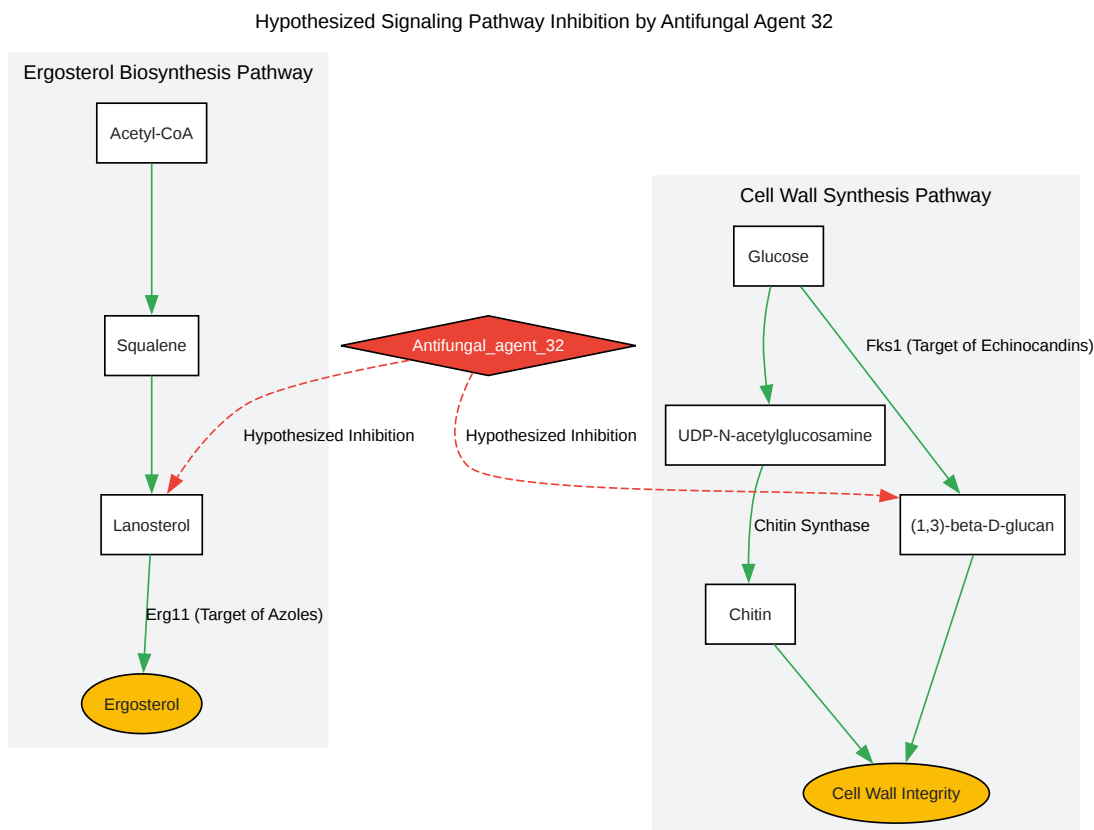 Hypothesized Signaling Pathway Inhibition by Antifungal Agent 32
Ergosterol Biosynthesis Pathway
Acetyl-CoA
Squalene
Lanosterol
Erg11 (Target of Azoles)
Ergosterol
Antifungal_agent_32
Hypothesized Inhibition
Hypothesized Inhibition
Cell Wall Synthesis Pathway
Glucose
Fks1 (Target of Echinocandins)
UDP-N-acetylglucosamine
Chitin Synthase
(1,3)-beta-D-glucan
Chitin
Cell Wall Integrity